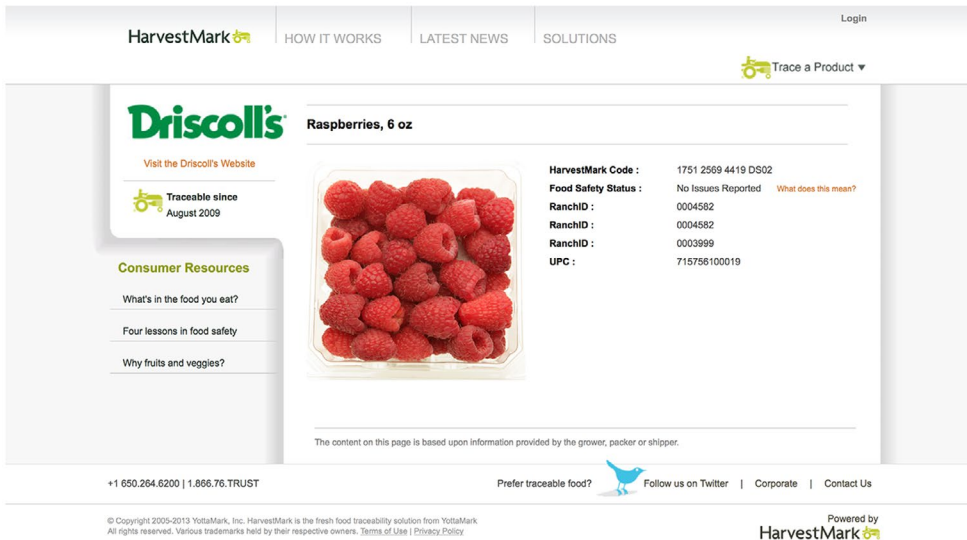 Login
HarvestMark
HOW IT WORKS
LATEST NEWS
SOLUTIONS
Trace a Product ▼
Driscoll's
Visit the Driscoll's Website
Traceable since
August 2009
Consumer Resources
What's in the food you eat?
Four lessons in food safety
Why fruits and veggies?
Raspberries, 6 oz
HarvestMark Code : 1751 2569 4419 DS02
Food Safety Status : No Issues Reported What does this mean?
RanchID : 0004582
RanchID : 0004582
RanchID : 0003999
UPC : 715756100019
The content on this page is based upon information provided by the grower, packer or shipper.
+1 650.264.6200 | 1.866.76.TRUST
Prefer traceable food? Follow us on Twitter | Corporate | Contact Us
© Copyright 2005-2013 YottaMark, Inc. HarvestMark is the fresh food traceability solution from YottaMark
All rights reserved. Various trademarks held by their respective owners. Terms of Use | Privacy Policy
Powered by
HarvestMark